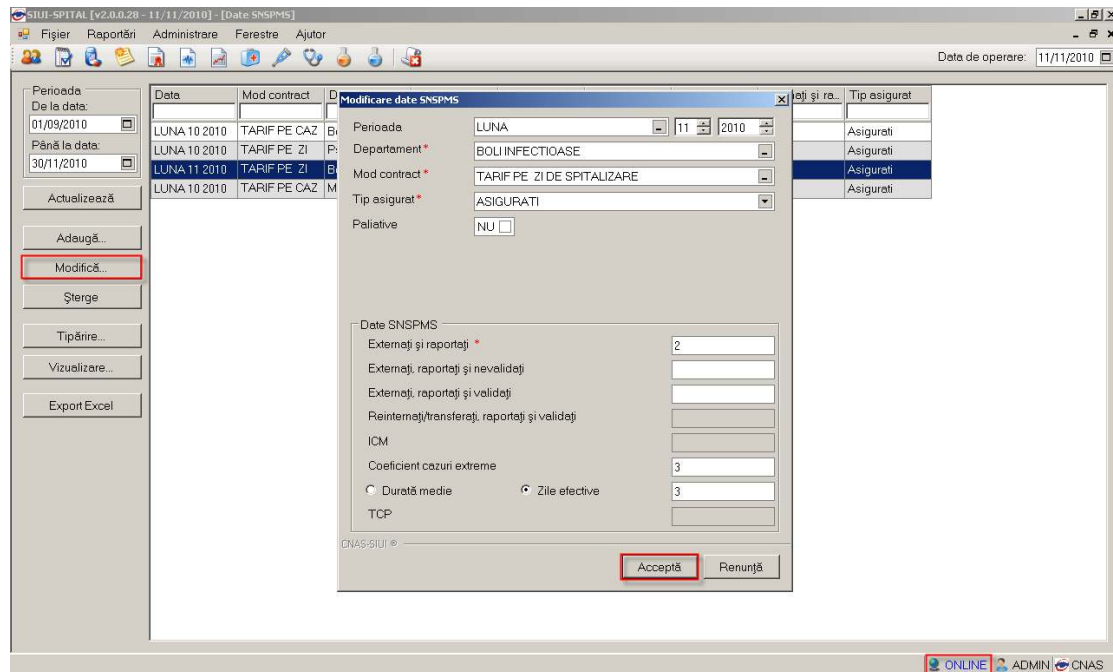 SIUI-SPITAL [v2.0.0.28 - 11/11/2010] - [Date SNSPMS]
Fişier Raportări Administrare Ferestre Ajutor
Data de operare: 11/11/2010
Perioada
De la data:
01/09/2010
Până la data:
30/11/2010
Actualizează
Adaugă...
Modifică...
Şterge
Tipărire...
Vizualizare...
Export Excel
Data Mod contract D Tip asigurat
LUNA 10 2010 TARIF PE CAZ Asigurati
LUNA 10 2010 TARIF PE ZI Asigurati
LUNA 11 2010 TARIF PE ZI Asigurati
LUNA 10 2010 TARIF PE CAZ M Asigurati
Modificare date SNSPMS
Perioada LUNA 11 2010
Departament* BOLI INFECTIOASE
Mod contract* TARIF PE ZI DE SPITALIZARE
Tip asigurat* ASIGURATI
Paliative NU
Date SNSPMS
Externaţi şi raportaţi * 2
Externaţi, raportaţi şi nevalidaţi
Externaţi, raportaţi şi validaţi
Reinternaţi/transferaţi, raportaţi şi validaţi
ICM
Coeficient cazuri extreme 3
Durată medie Zile efective 3
TCP
CNAS-SIUI ®
Acceptă Renunţă
ONLINE ADMIN CNAS